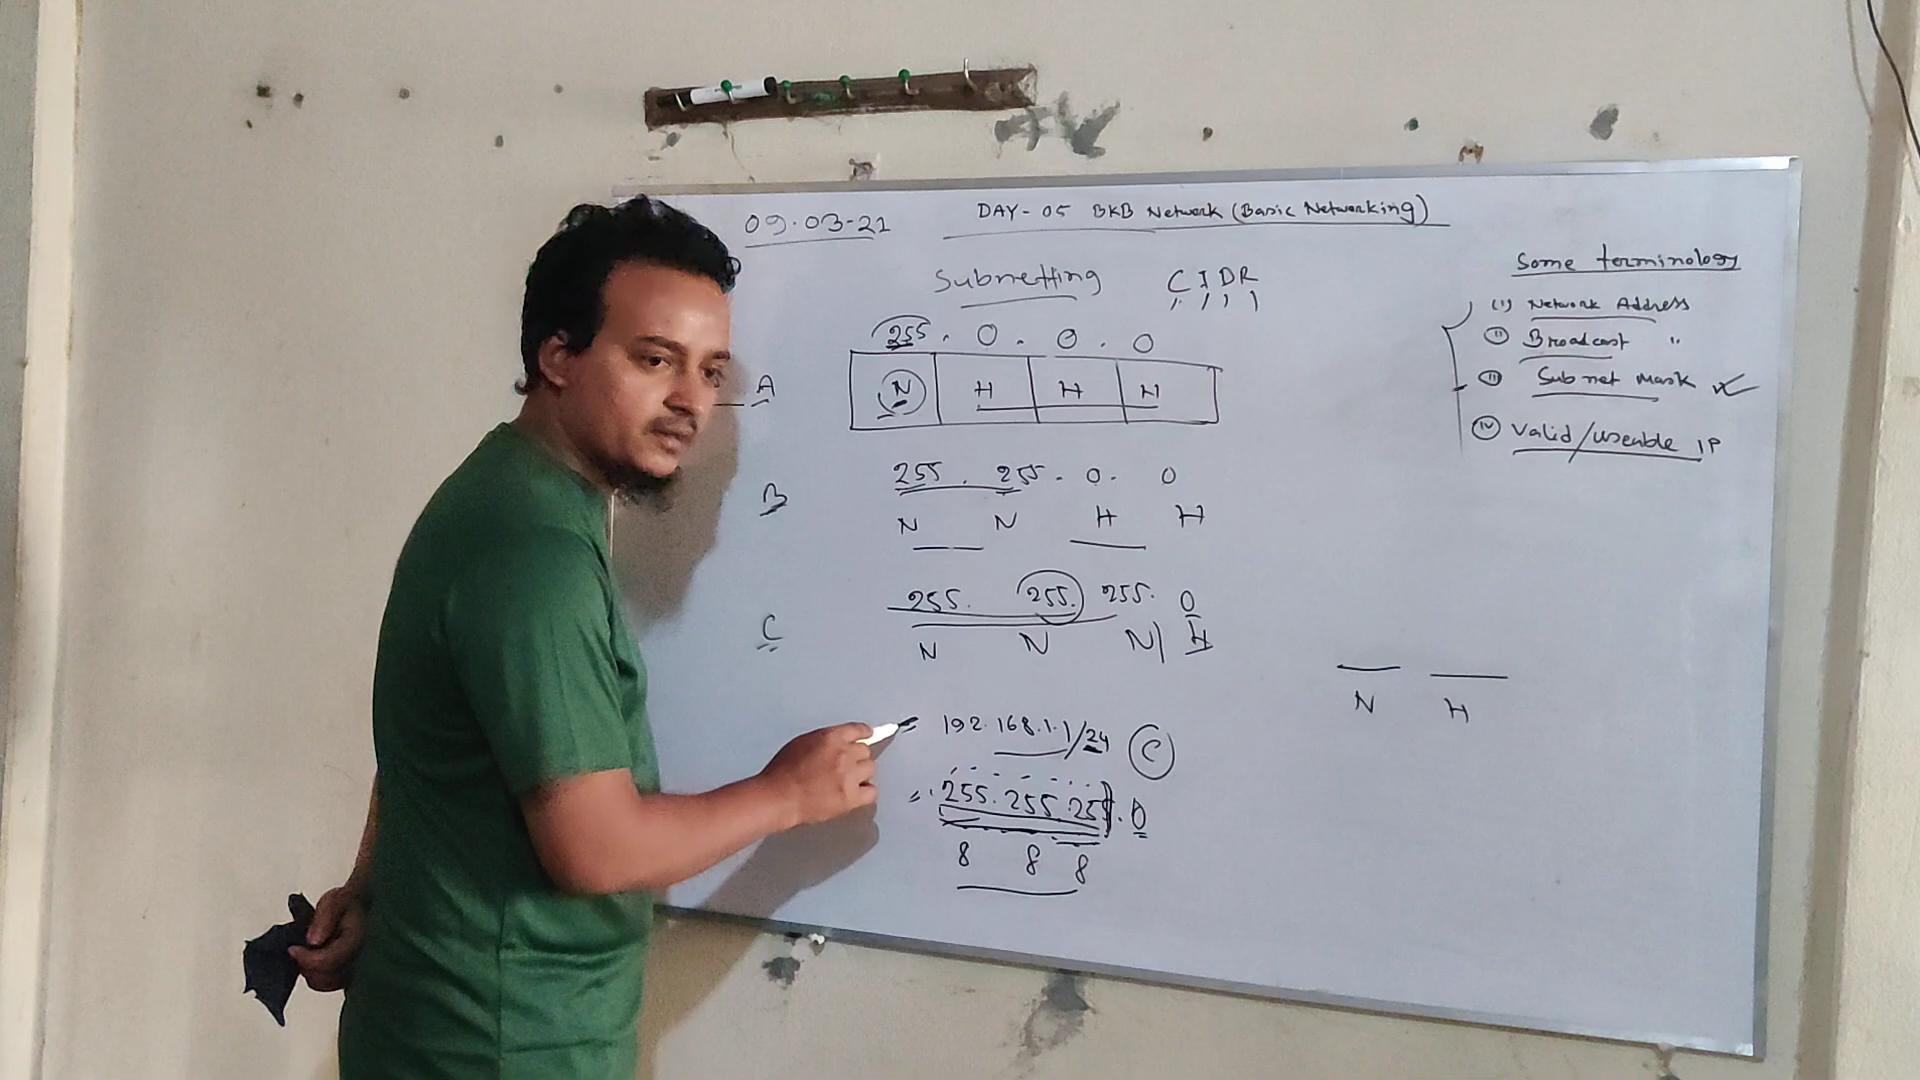 09.03-21
DAY-05 BKB Network (Basic Networking)
Subnetting CIDR
255.0.0.0
A N H H H
B 255.255.0.0
N N H H
C 255.255.255.0
N N N/H
192.168.1.1/24 C
255.255.255.0
8 8 8
Some terminology
(i) Network Address
(ii) Broadcast "
(iii) Subnet Mask
(iv) Valid/useable IP
N H